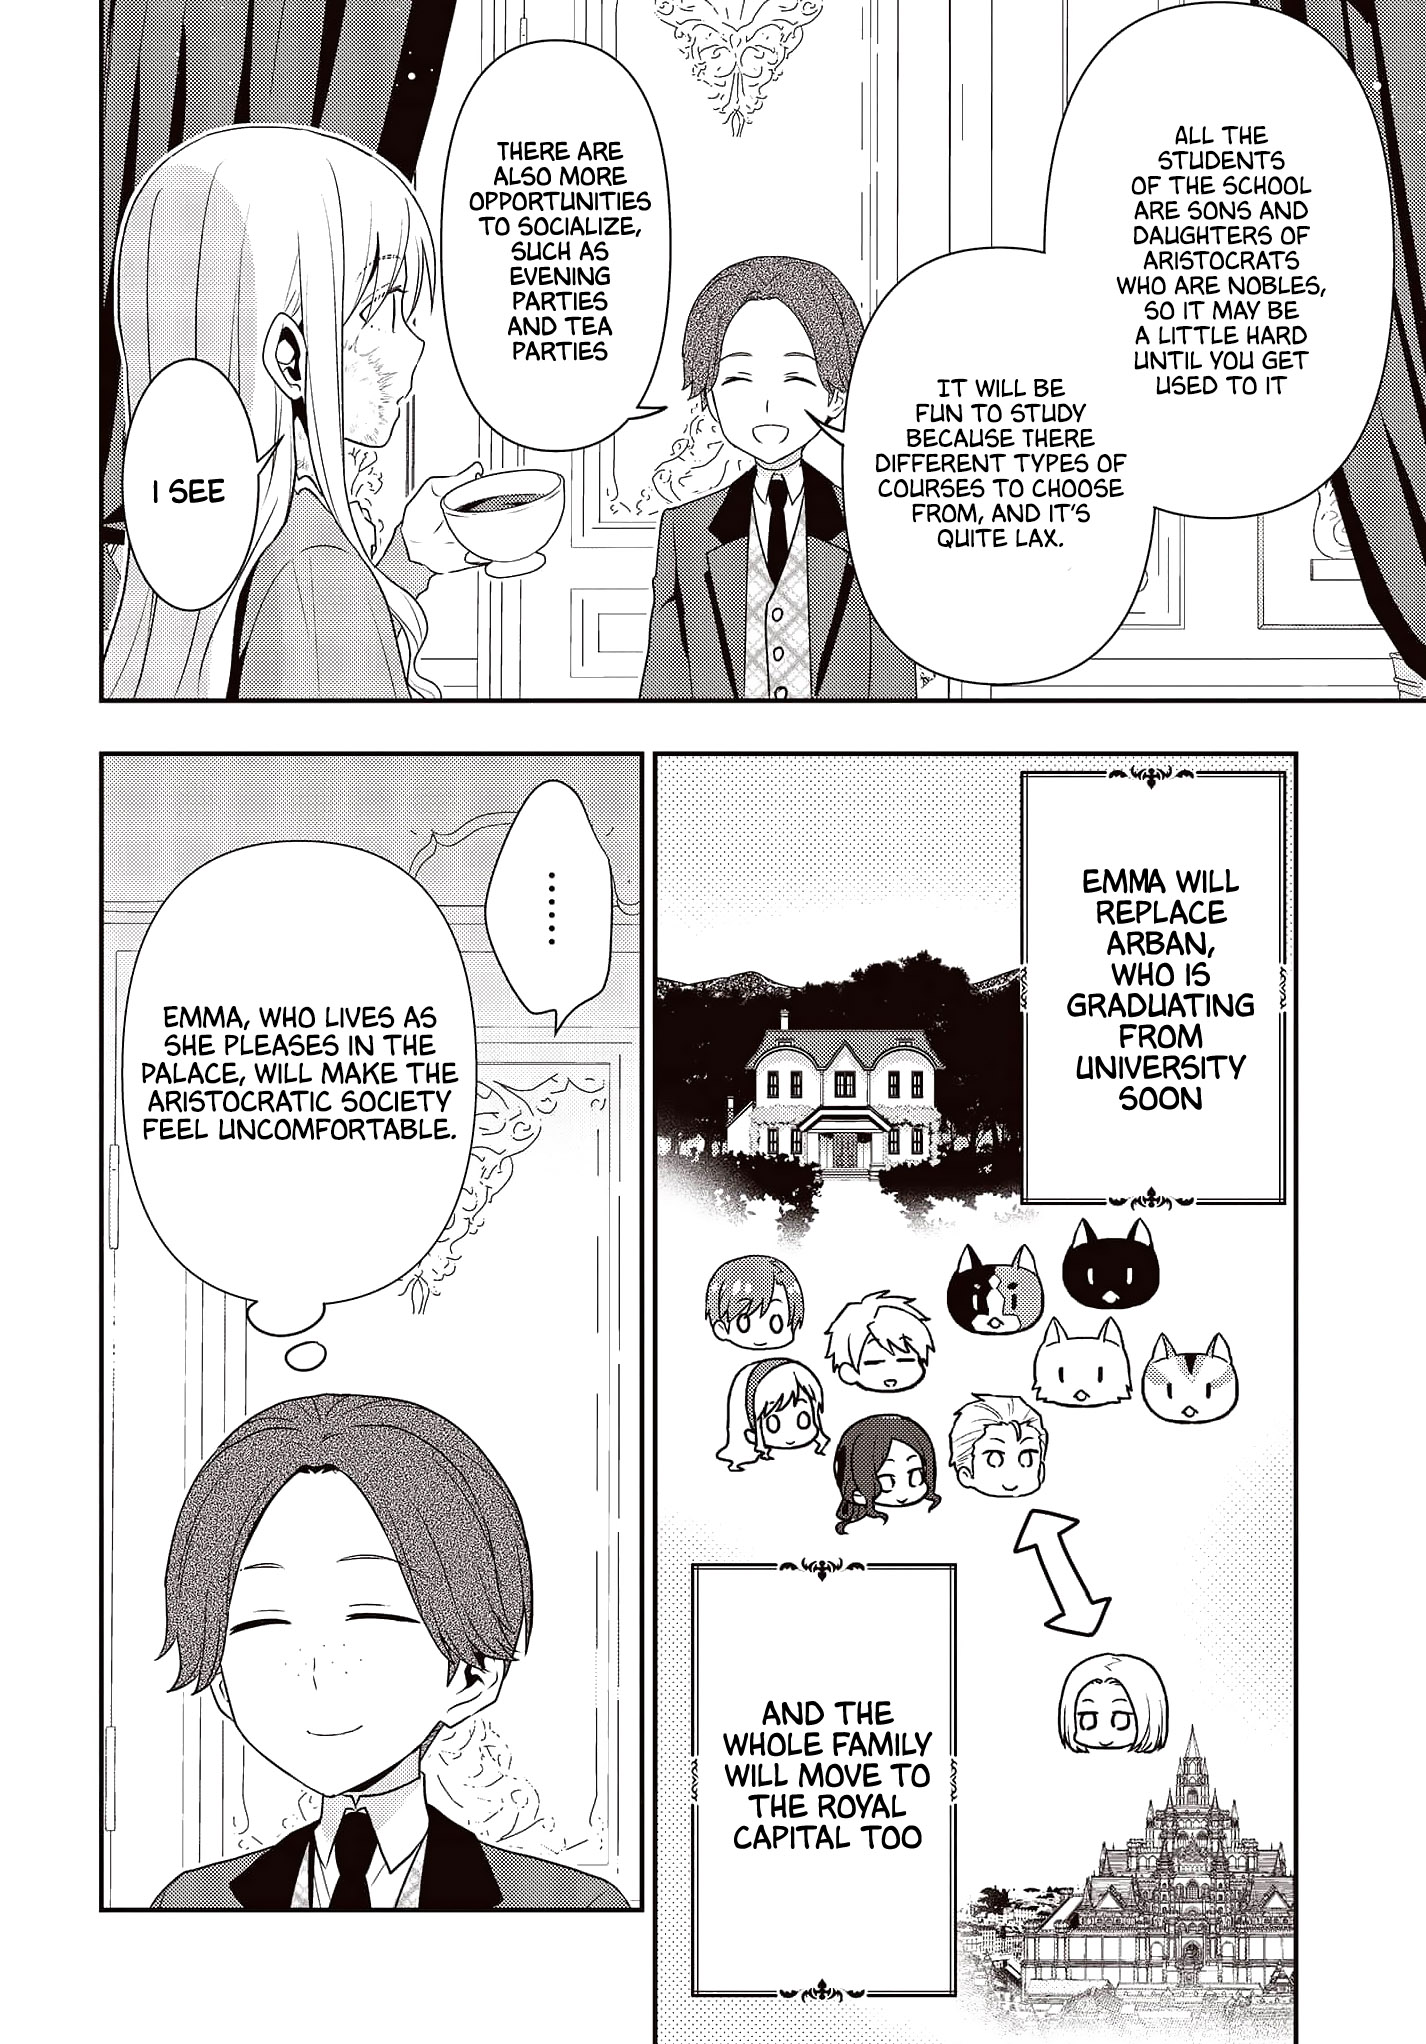 ALL THE
STUDENTS
OF THE SCHOOL
ARE SONS AND
DAUGHTERS OF
ARISTOCRATS
WHO ARE NOBLES,
SO IT MAY BE
A LITTLE HARD
UNTIL YOU GET
USED TO IT
IT WILL BE
FUN TO STUDY
BECAUSE THERE
DIFFERENT TYPES OF
COURSES TO CHOOSE
FROM, AND IT'S
QUITE LAX.
THERE ARE
ALSO MORE
OPPORTUNITIES
TO SOCIALIZE,
SUCH AS
EVENING
PARTIES
AND TEA
PARTIES
I SEE
EMMA WILL
REPLACE
ARBAN,
WHO IS
GRADUATING
FROM
UNIVERSITY
SOON
AND THE
WHOLE FAMILY
WILL MOVE TO
THE ROYAL
CAPITAL TOO
......
EMMA, WHO LIVES AS
SHE PLEASES IN THE
PALACE, WILL MAKE THE
ARISTOCRATIC SOCIETY
FEEL UNCOMFORTABLE.